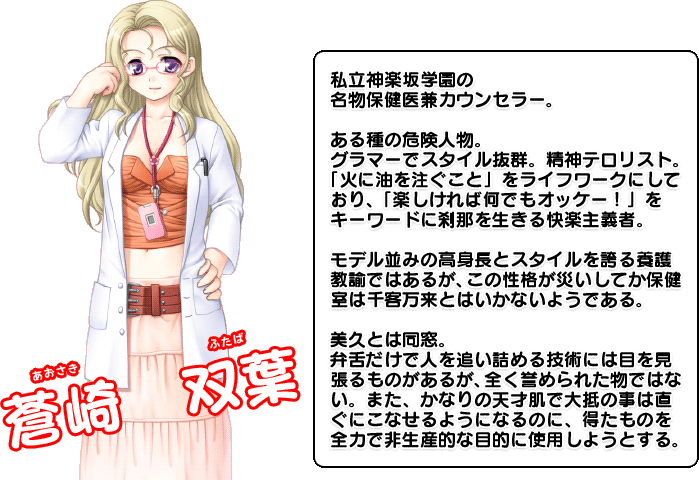 私立神楽坂学園の
名物保健医兼カウンセラー。
ある種の危険人物。
グラマーでスタイル抜群。精神テロリスト。
「火に油を注ぐこと」をライフワークにして
おり、「楽しければ何でもオッケー！」を
キーワードに刹那を生きる快楽主義者。
モデル並みの高身長とスタイルを誇る養護
教諭ではあるが、この性格が災いしてか保健
室は千客万来とはいかないようである。
美久とは同窓。
弁舌だけで人を追い詰める技術には目を見
張るものがあるが、全く誉められた物ではな
い。また、かなりの天才肌で大抵の事は直
ぐにこなせるようになるのに、得たものを
全力で非生産的な目的に使用しようとする。
あおさき ふたば
蒼崎 双葉